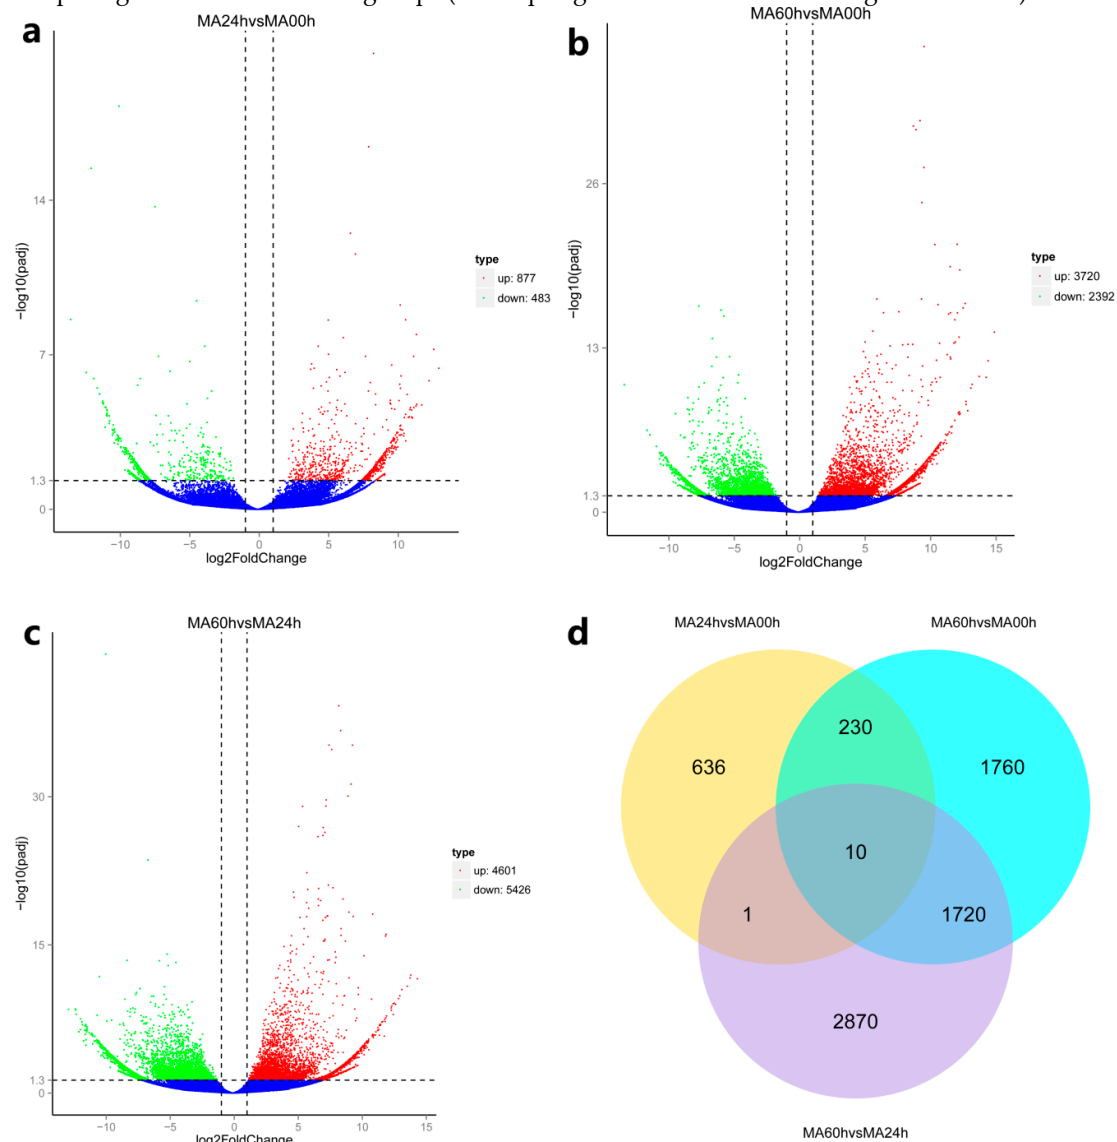 MA24hvsMA00h
a
−log10(padj)
14
7
1.3
0
−10
−5
0
5
10
log2FoldChange
type
up: 877
down: 483
MA60hvsMA00h
b
−log10(padj)
26
13
1.3
0
−10
−5
0
5
10
15
log2FoldChange
type
up: 3720
down: 2392
MA60hvsMA24h
c
−log10(padj)
30
15
1.3
0
−10
−5
0
5
10
15
log2FoldChange
type
up: 4601
down: 5426
d
MA24hvsMA00h
MA60hvsMA00h
230
636
1760
10
1
1720
2870
MA60hvsMA24h